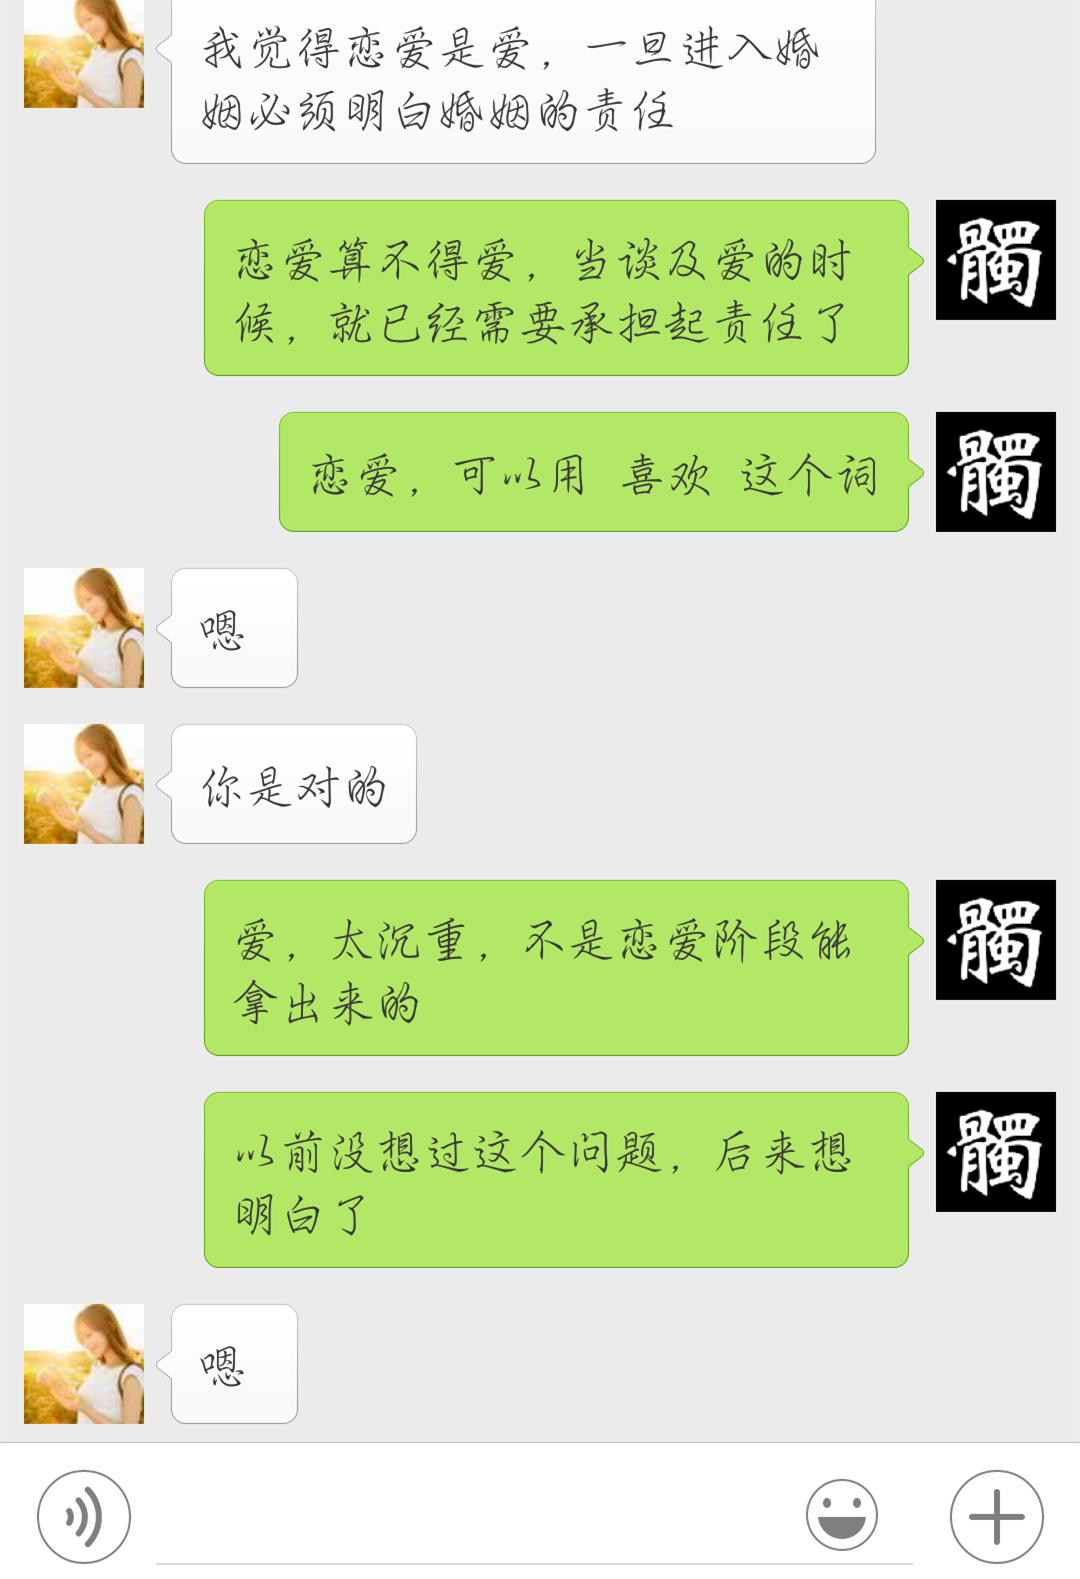 我觉得恋爱是爱，一旦进入婚
姻必须明白婚姻的责任
恋爱算不得爱，当谈及爱的时
候，就已经需要承担起责任了
髑
恋爱，可以用 喜欢 这个词
髑
嗯
你是对的
爱，太沉重，不是恋爱阶段能
拿出来的
髑
以前没想过这个问题，后来想
明白了
髑
嗯